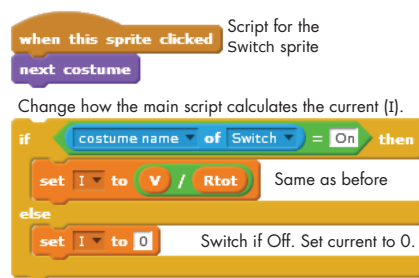 when this sprite clicked
Script for the
Switch sprite
next costume
Change how the main script calculates the current (I).
if costume name of Switch = On then
set I to V / Rtot Same as before
else
set I to 0 Switch if Off. Set current to 0.